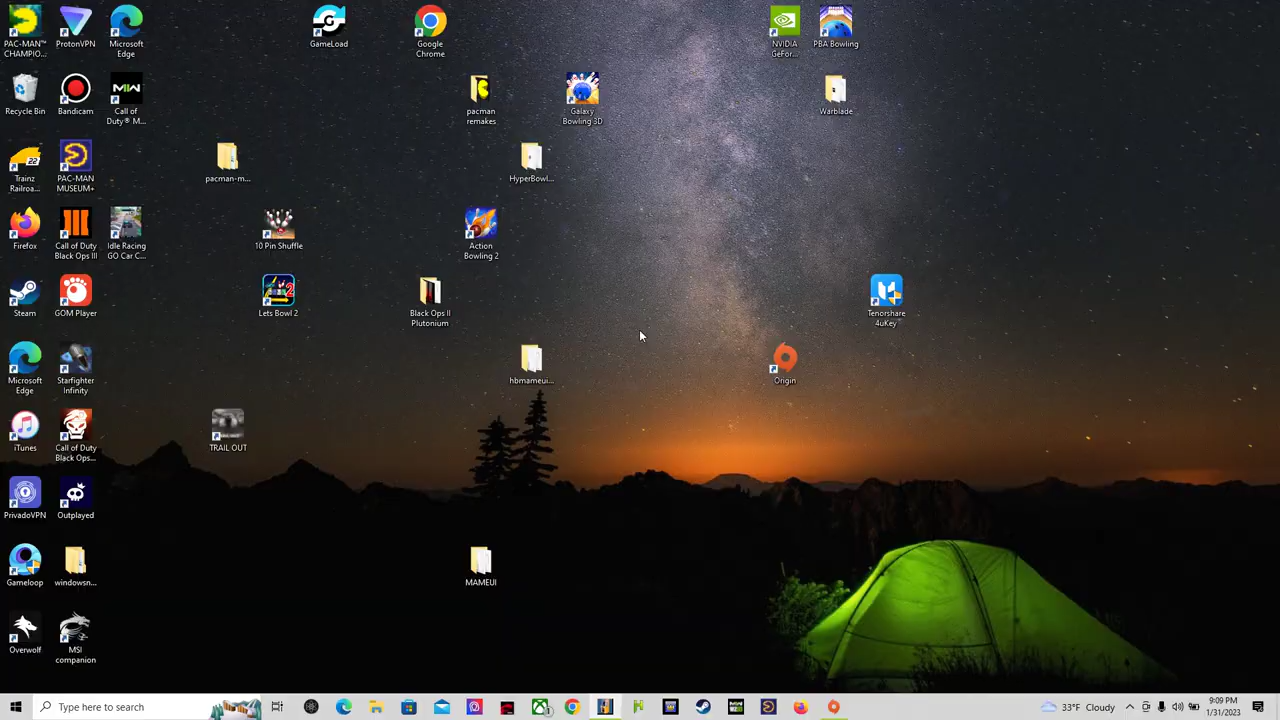 PAC-MAN™
CHAMPIO...
ProtonVPN
Microsoft
Edge
GameLoad
Google
Chrome
NVIDIA
GeFor...
PBA Bowling
Recycle Bin
Bandicam
Call of
Duty® M...
pacman
remakes
Galaxy
Bowling 3D
Warblade
Trainz
Railroa...
PAC-MAN
MUSEUM+
pacman-m...
HyperBowl...
Firefox
Call of Duty
Black Ops III
Idle Racing
GO Car C...
10 Pin Shuffle
Action
Bowling 2
Steam
GOM Player
Lets Bowl 2
Black Ops II
Plutonium
Tenorshare
4uKey
Microsoft
Edge
Starfighter
Infinity
hbmameui...
Origin
iTunes
Call of Duty
Black Ops...
TRAIL OUT
PrivadoVPN
Outplayed
Gameloop
windowsn...
MAMEUI
Overwolf
MSI
companion
Type here to search
33°F Cloudy
9:09 PM
1/31/2023